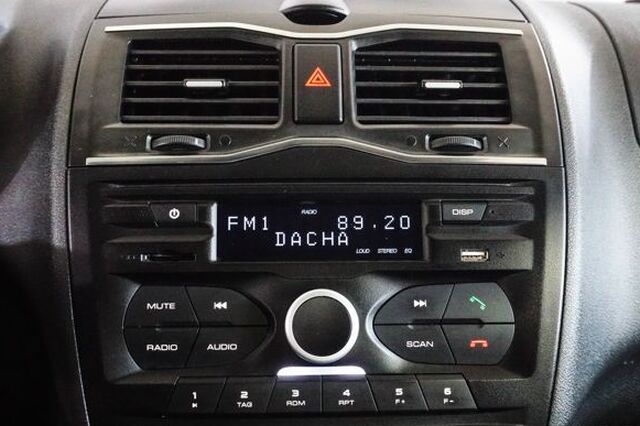 RADIO
FM1 89.20
DACHA
LOUD STEREO EQ
DISP
MUTE
RADIO AUDIO
SCAN
1 2 3 4 5 6
TAG RDM RPT F+ F-